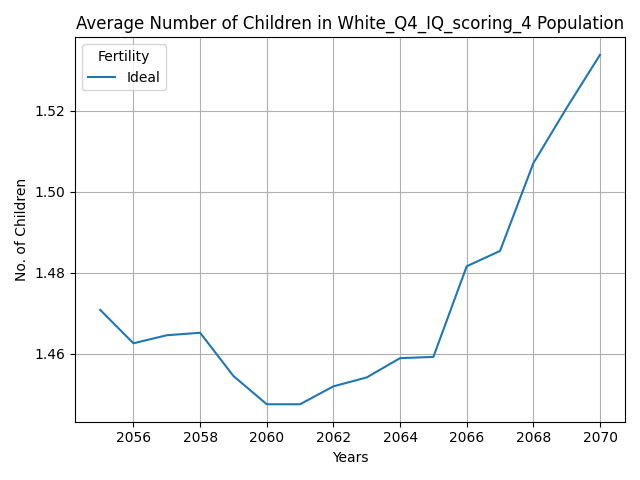 Average Number of Children in White_Q4_IQ_scoring_4 Population
Fertility
Ideal
1.52
1.50
1.48
1.46
No. of Children
2056 2058 2060 2062 2064 2066 2068 2070
Years